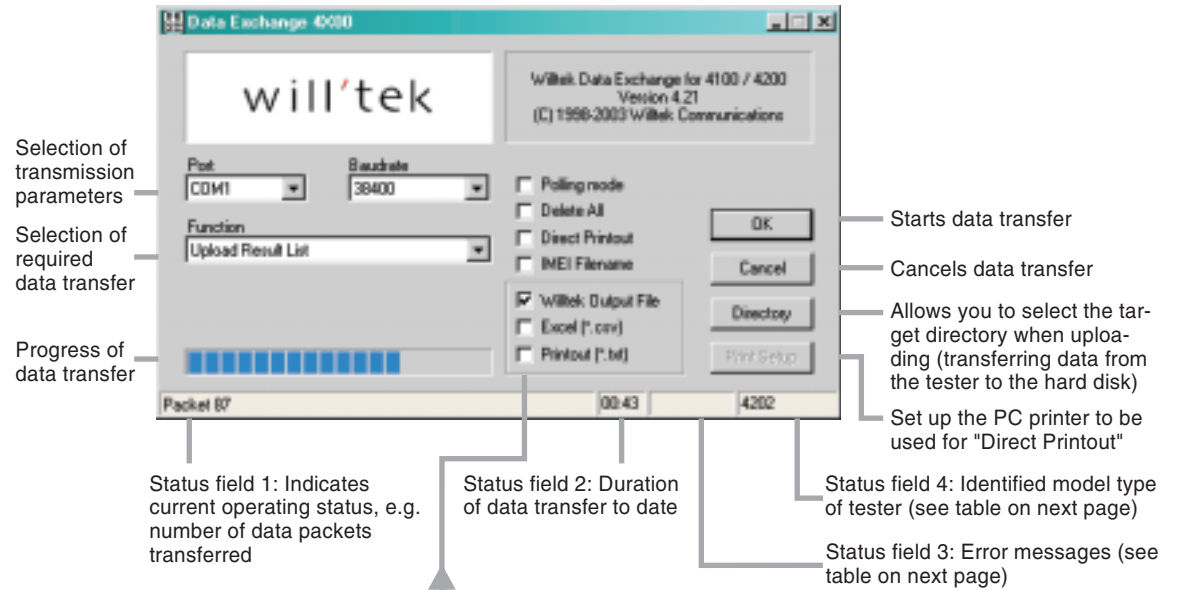 Data Exchange 4X00
will'tek
Willtek Data Exchange for 4100 / 4200
Version 4.21
(C) 1998-2003 Willtek Communications
Selection of
transmission
parameters
Port
COM1
Baudrate
38400
Selection of
required
data transfer
Function
Upload Result List
Polling mode
Delete All
Direct Printout
IMEI Filename
Willtek Output File
Excel (*.csv)
Printout (*.txt)
OK
Cancel
Directory
Print Setup
Starts data transfer
Cancels data transfer
Allows you to select the tar-
get directory when uploa-
ding (transferring data from
the tester to the hard disk)
Set up the PC printer to be
used for "Direct Printout"
Progress of
data transfer
Packet 87
00:43
4202
Status field 1: Indicates
current operating status, e.g.
number of data packets
transferred
Status field 2: Duration
of data transfer to date
Status field 4: Identified model type
of tester (see table on next page)
Status field 3: Error messages (see
table on next page)